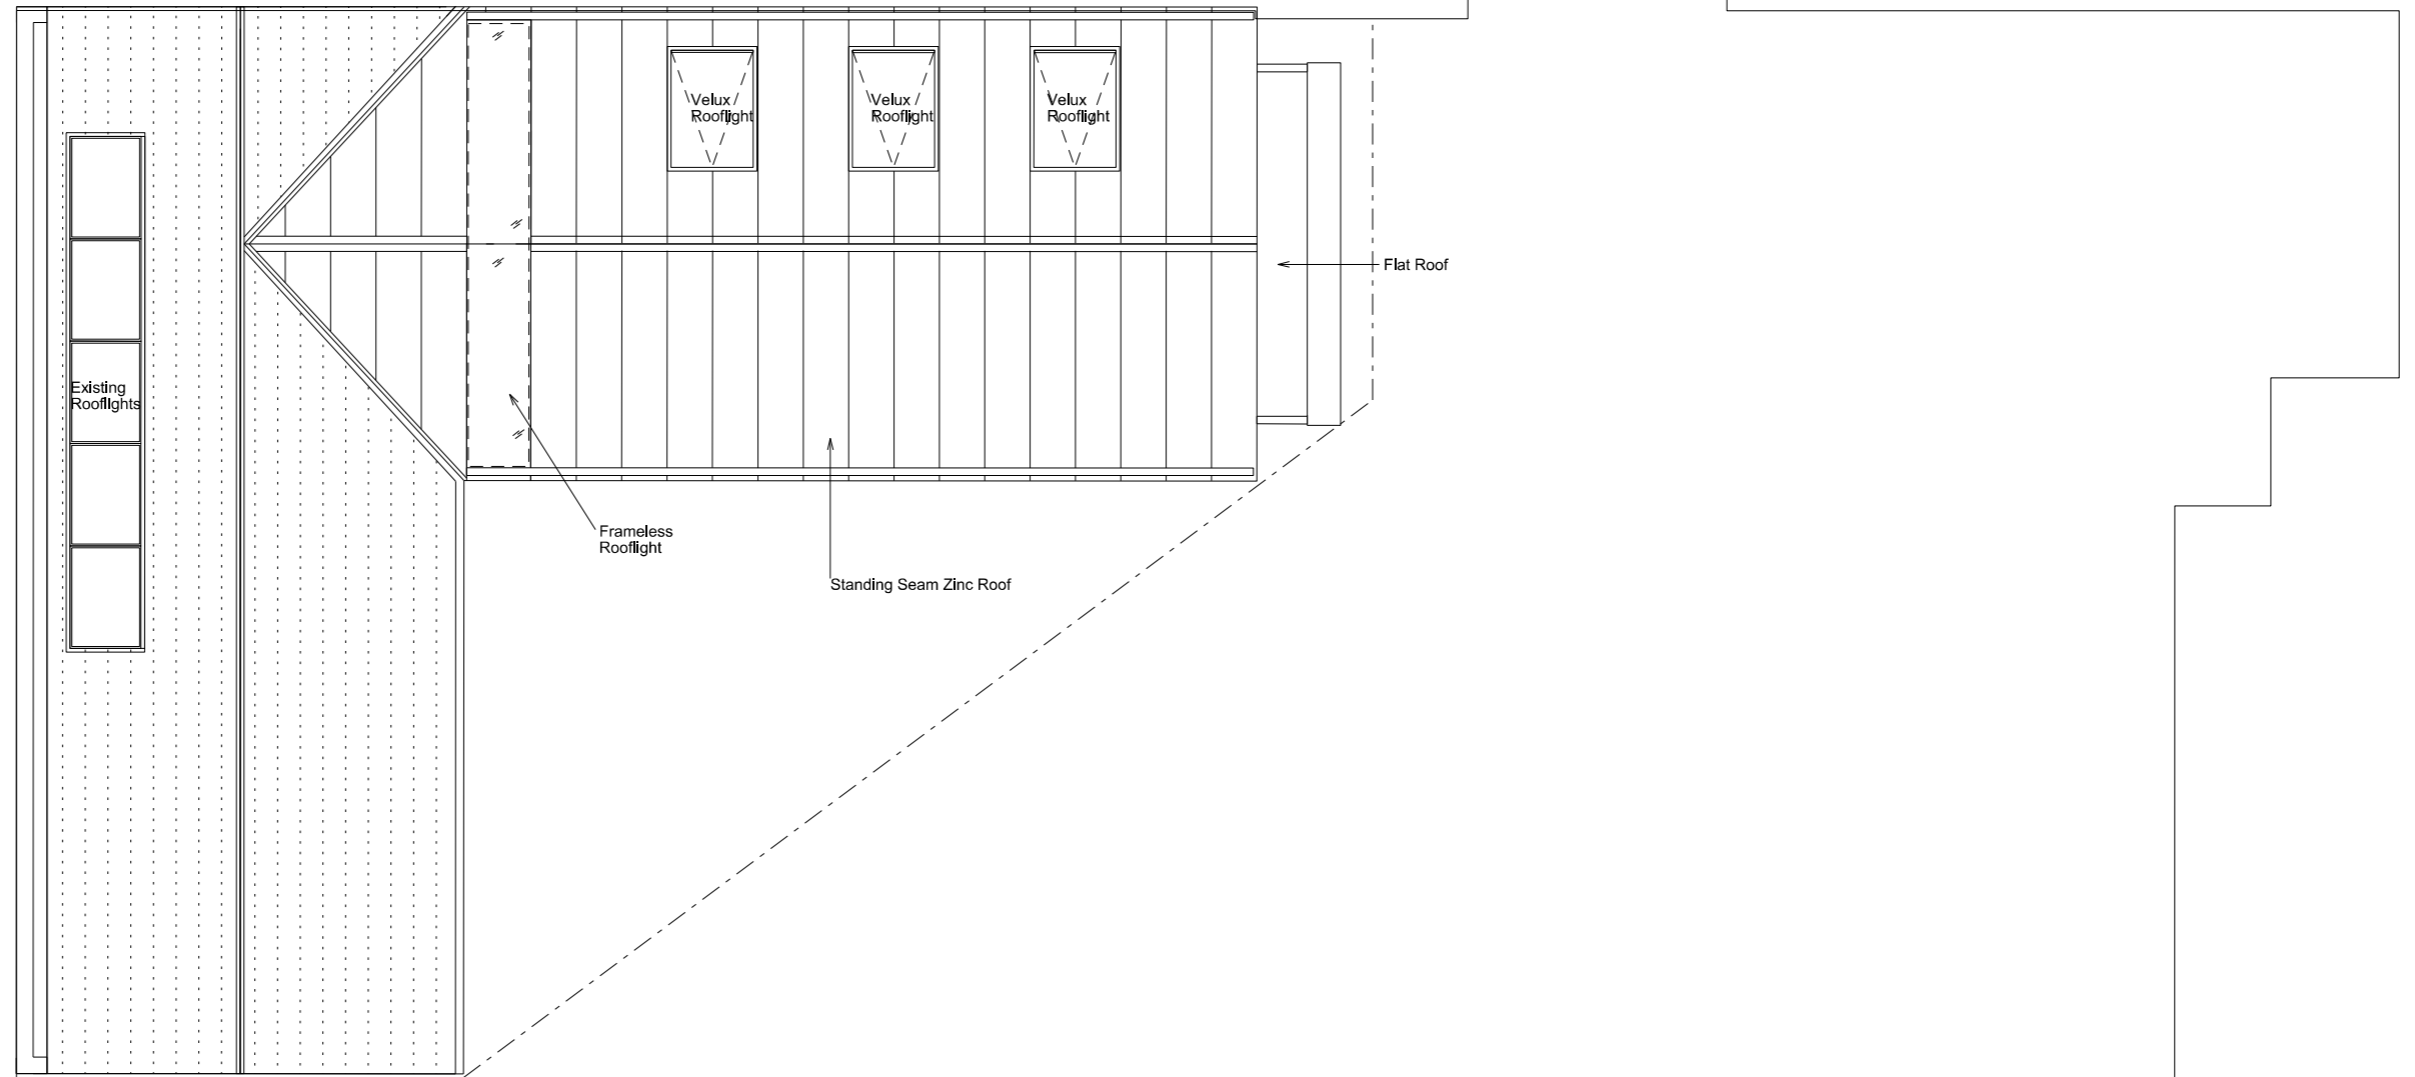 Velux
Rooflight
Velux
Rooflight
Velux
Rooflight
Flat Roof
Existing
Rooflights
Frameless
Rooflight
Standing Seam Zinc Roof